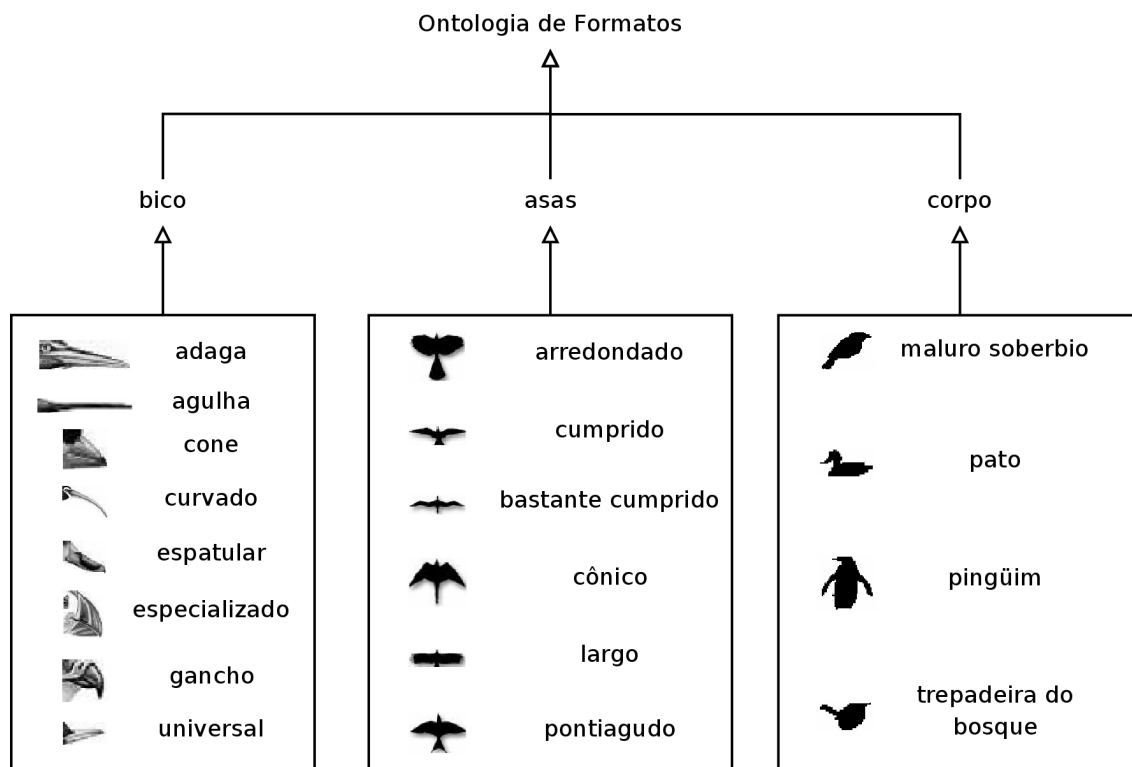 Ontologia de Formatos
bico
asas
corpo
adaga
agulha
cone
curvado
espatular
especializado
gancho
universal
arredondado
cumprido
bastante cumprido
cônico
largo
pontiagudo
maluro soberbio
pato
pingüim
trepadeira do
bosque